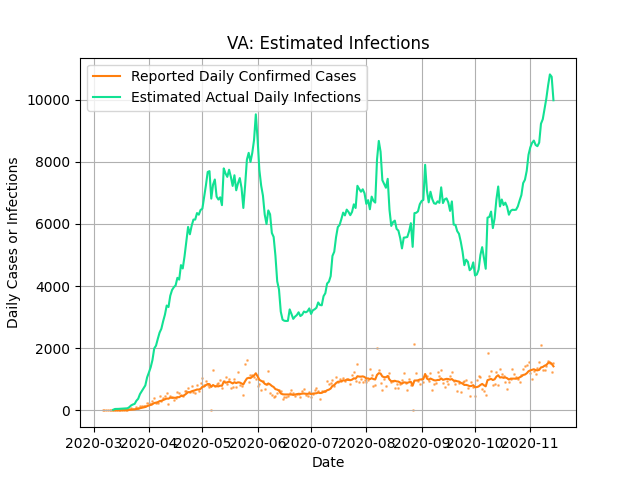 VA: Estimated Infections
Reported Daily Confirmed Cases
Estimated Actual Daily Infections
10000
8000
6000
4000
2000
0
Daily Cases or Infections
2020-03 2020-04 2020-05 2020-06 2020-07 2020-08 2020-09 2020-10 2020-11
Date